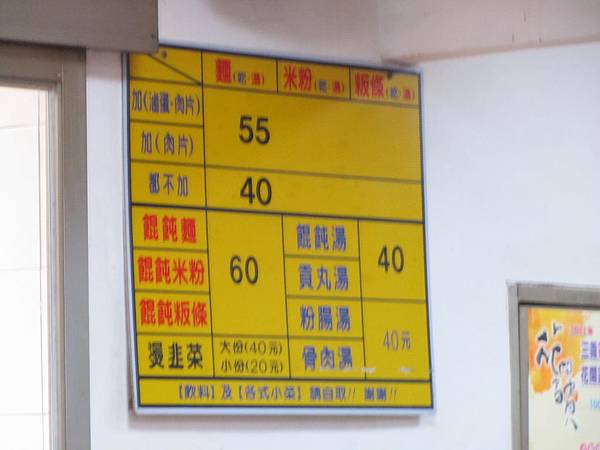 麵(乾・湯) 米粉(乾・湯) 粄條(乾・湯)
加(滷蛋・肉片)
加(肉片)
55
都不加 40
餛飩麵
餛飩米粉
餛飩粄條
60
餛飩湯
貢丸湯
40
粉腸湯
骨肉湯
40元
燙韭菜 大份(40元)
小份(20元)
【飲料】及【各式小菜】請自取!! 謝謝!!
花